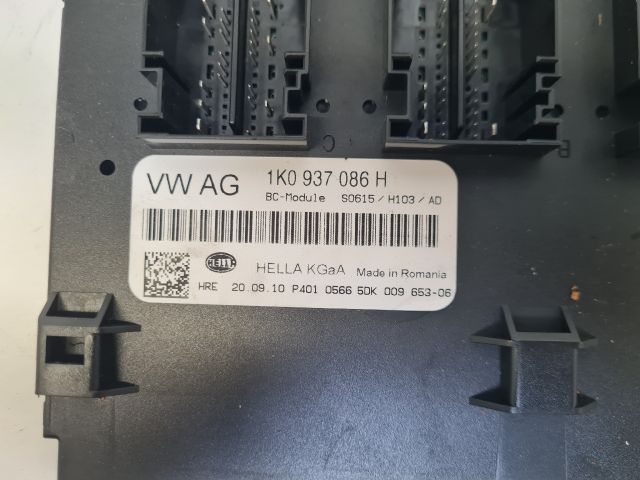 VW AG 1K0 937 086 H
BC-Module S0615/H103/AD
HELLA
HELLA KGaA Made in Romania
HRE 20.09.10 P401 0566 5DK 009 653-06